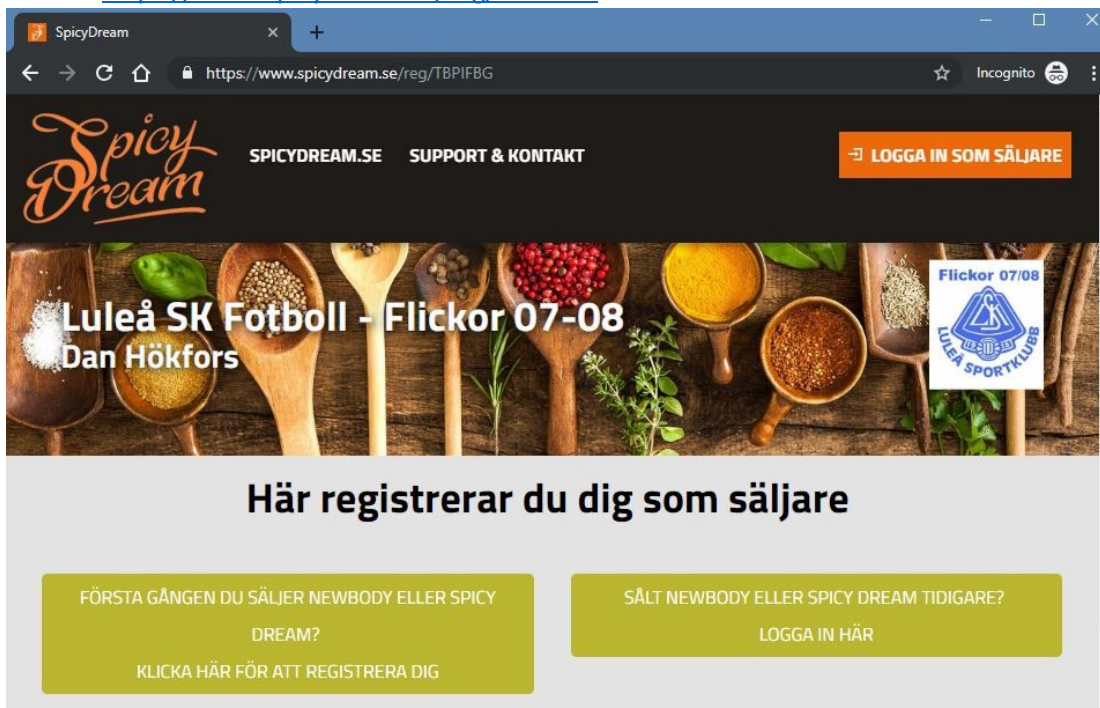 SpicyDream
https://www.spicydream.se/reg/TBPIFBG
Incognito
Spicy
Dream
SPICYDREAM.SE
SUPPORT & KONTAKT
LOGGA IN SOM SÄLJARE
Luleå SK Fotboll - Flickor 07-08
Dan Hökfors
Flickor 07/08
LSK
LULEÅ SPORTKLUBB
Här registrerar du dig som säljare
FÖRSTA GÅNGEN DU SÄLJER NEWBODY ELLER SPICY
DREAM?
KLICKA HÄR FÖR ATT REGISTRERA DIG
SÅLT NEWBODY ELLER SPICY DREAM TIDIGARE?
LOGGA IN HÄR